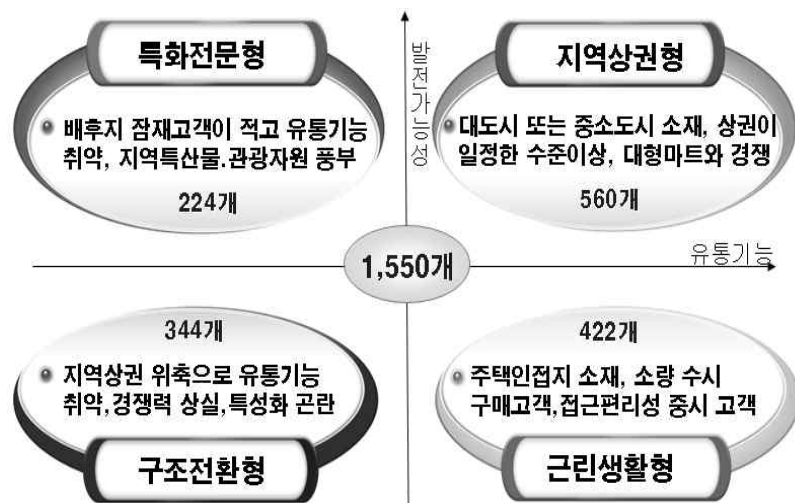 특화전문형
배후지 잠재고객이 적고 유통기능
취약, 지역특산물.관광자원 풍부
224개
발전가능성
지역상권형
대도시 또는 중소도시 소재, 상권이
일정한 수준이상, 대형마트와 경쟁
560개
1,550개
유통기능
344개
지역상권 위축으로 유통기능
취약,경쟁력 상실,특성화 곤란
구조전환형
422개
주택인접지 소재, 소량 수시
구매고객,접근편리성 중시 고객
근린생활형